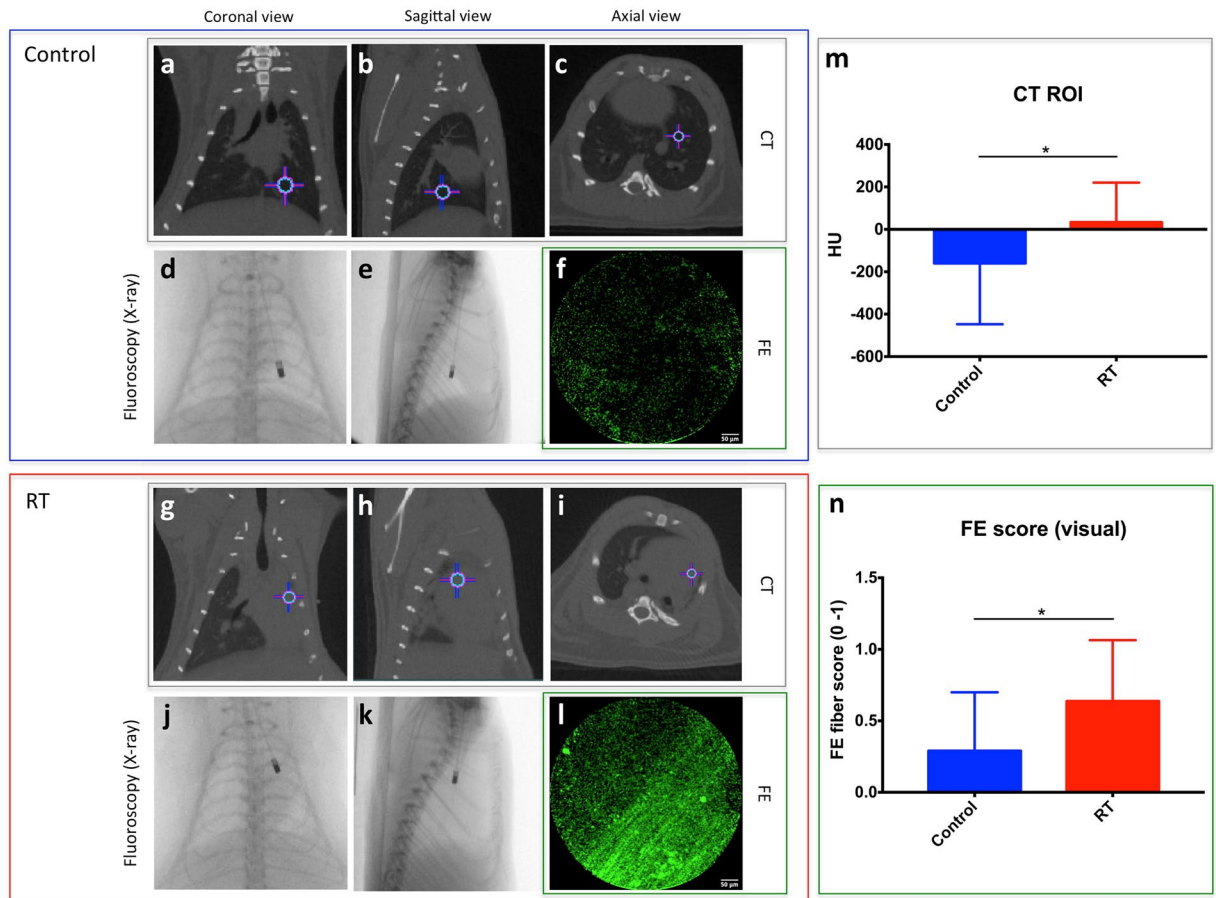 Coronal view Sagittal view Axial view
Control
a b c
CT
Fluoroscopy (X-ray)
d e f
FE
50 µm
RT
g h i
CT
Fluoroscopy (X-ray)
j k l
FE
50 µm
m
CT ROI
*
400
200
0
-200
-400
-600
HU
Control RT
n
FE score (visual)
*
1.5
1.0
0.5
0.0
FE fiber score (0 -1)
Control RT